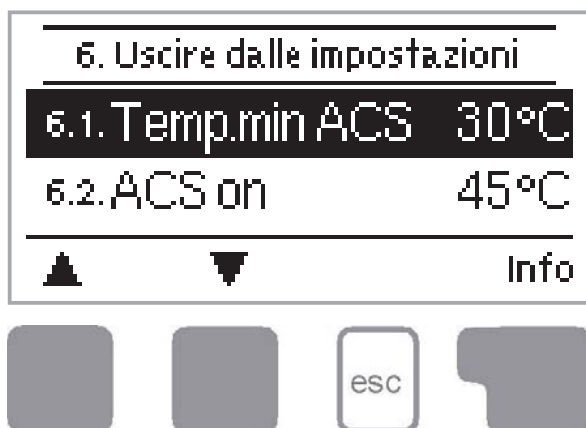 6. Uscire dalle impostazioni
6.1. Temp.min ACS 30°C
6.2. ACS on 45°C
▲ ▼ Info
esc